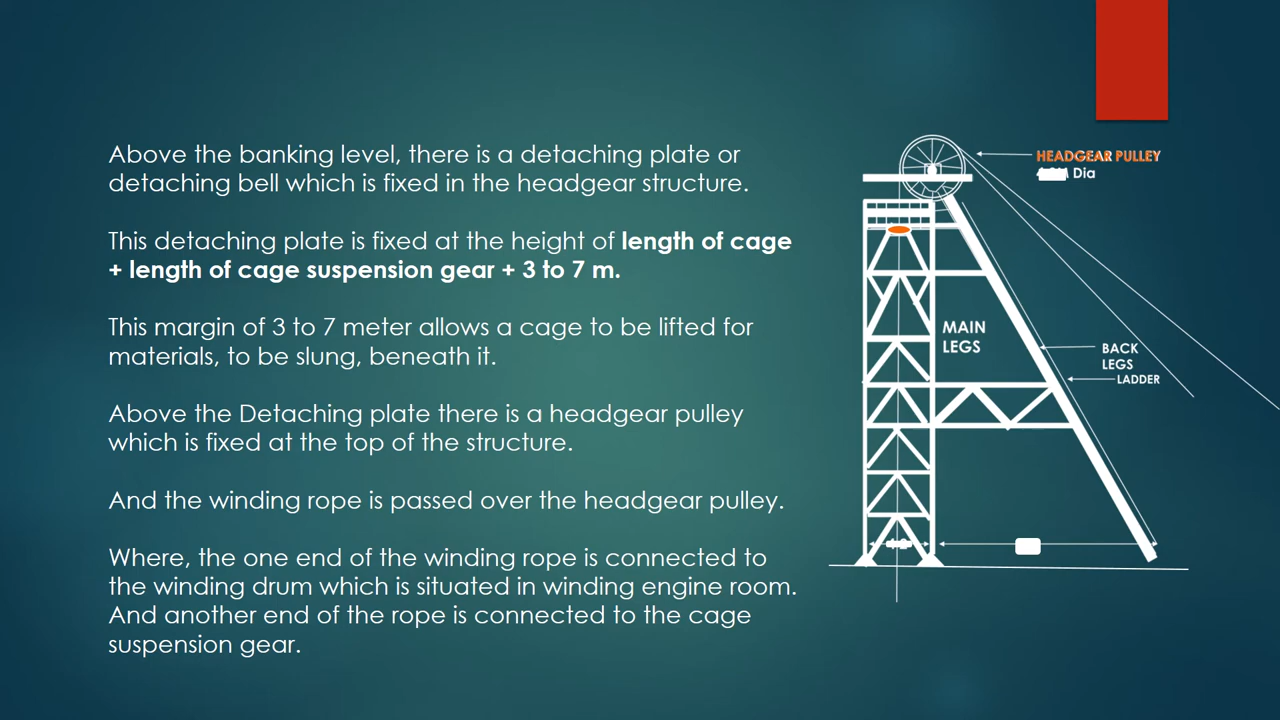 Above the banking level, there is a detaching plate or
detaching bell which is fixed in the headgear structure.
This detaching plate is fixed at the height of length of cage
+ length of cage suspension gear + 3 to 7 m.
This margin of 3 to 7 meter allows a cage to be lifted for
materials, to be slung, beneath it.
Above the Detaching plate there is a headgear pulley
which is fixed at the top of the structure.
And the winding rope is passed over the headgear pulley.
Where, the one end of the winding rope is connected to
the winding drum which is situated in winding engine room.
And another end of the rope is connected to the cage
suspension gear.
HEADGEAR PULLEY
Dia
MAIN
LEGS
BACK
LEGS
LADDER